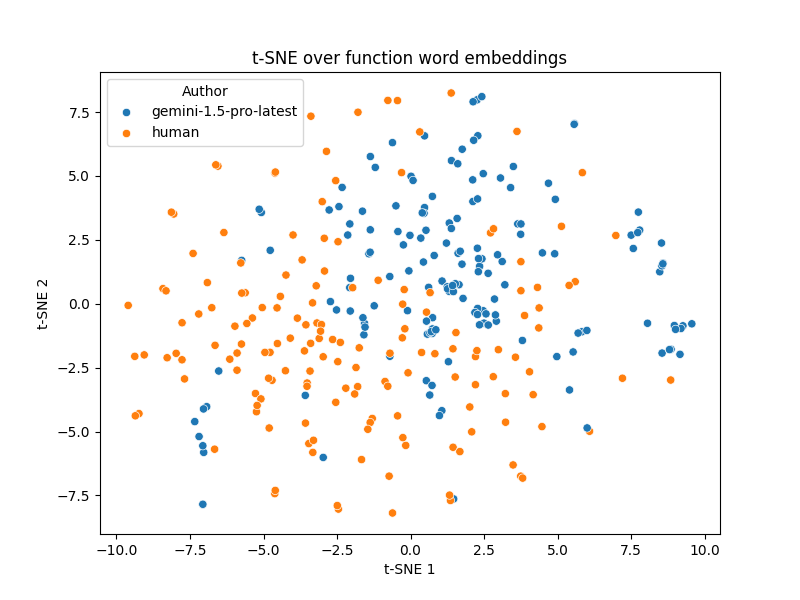 t-SNE over function word embeddings
Author
gemini-1.5-pro-latest
human
7.5
5.0
2.5
0.0
−2.5
−5.0
−7.5
t-SNE 2
−10.0 −7.5 −5.0 −2.5 0.0 2.5 5.0 7.5 10.0
t-SNE 1